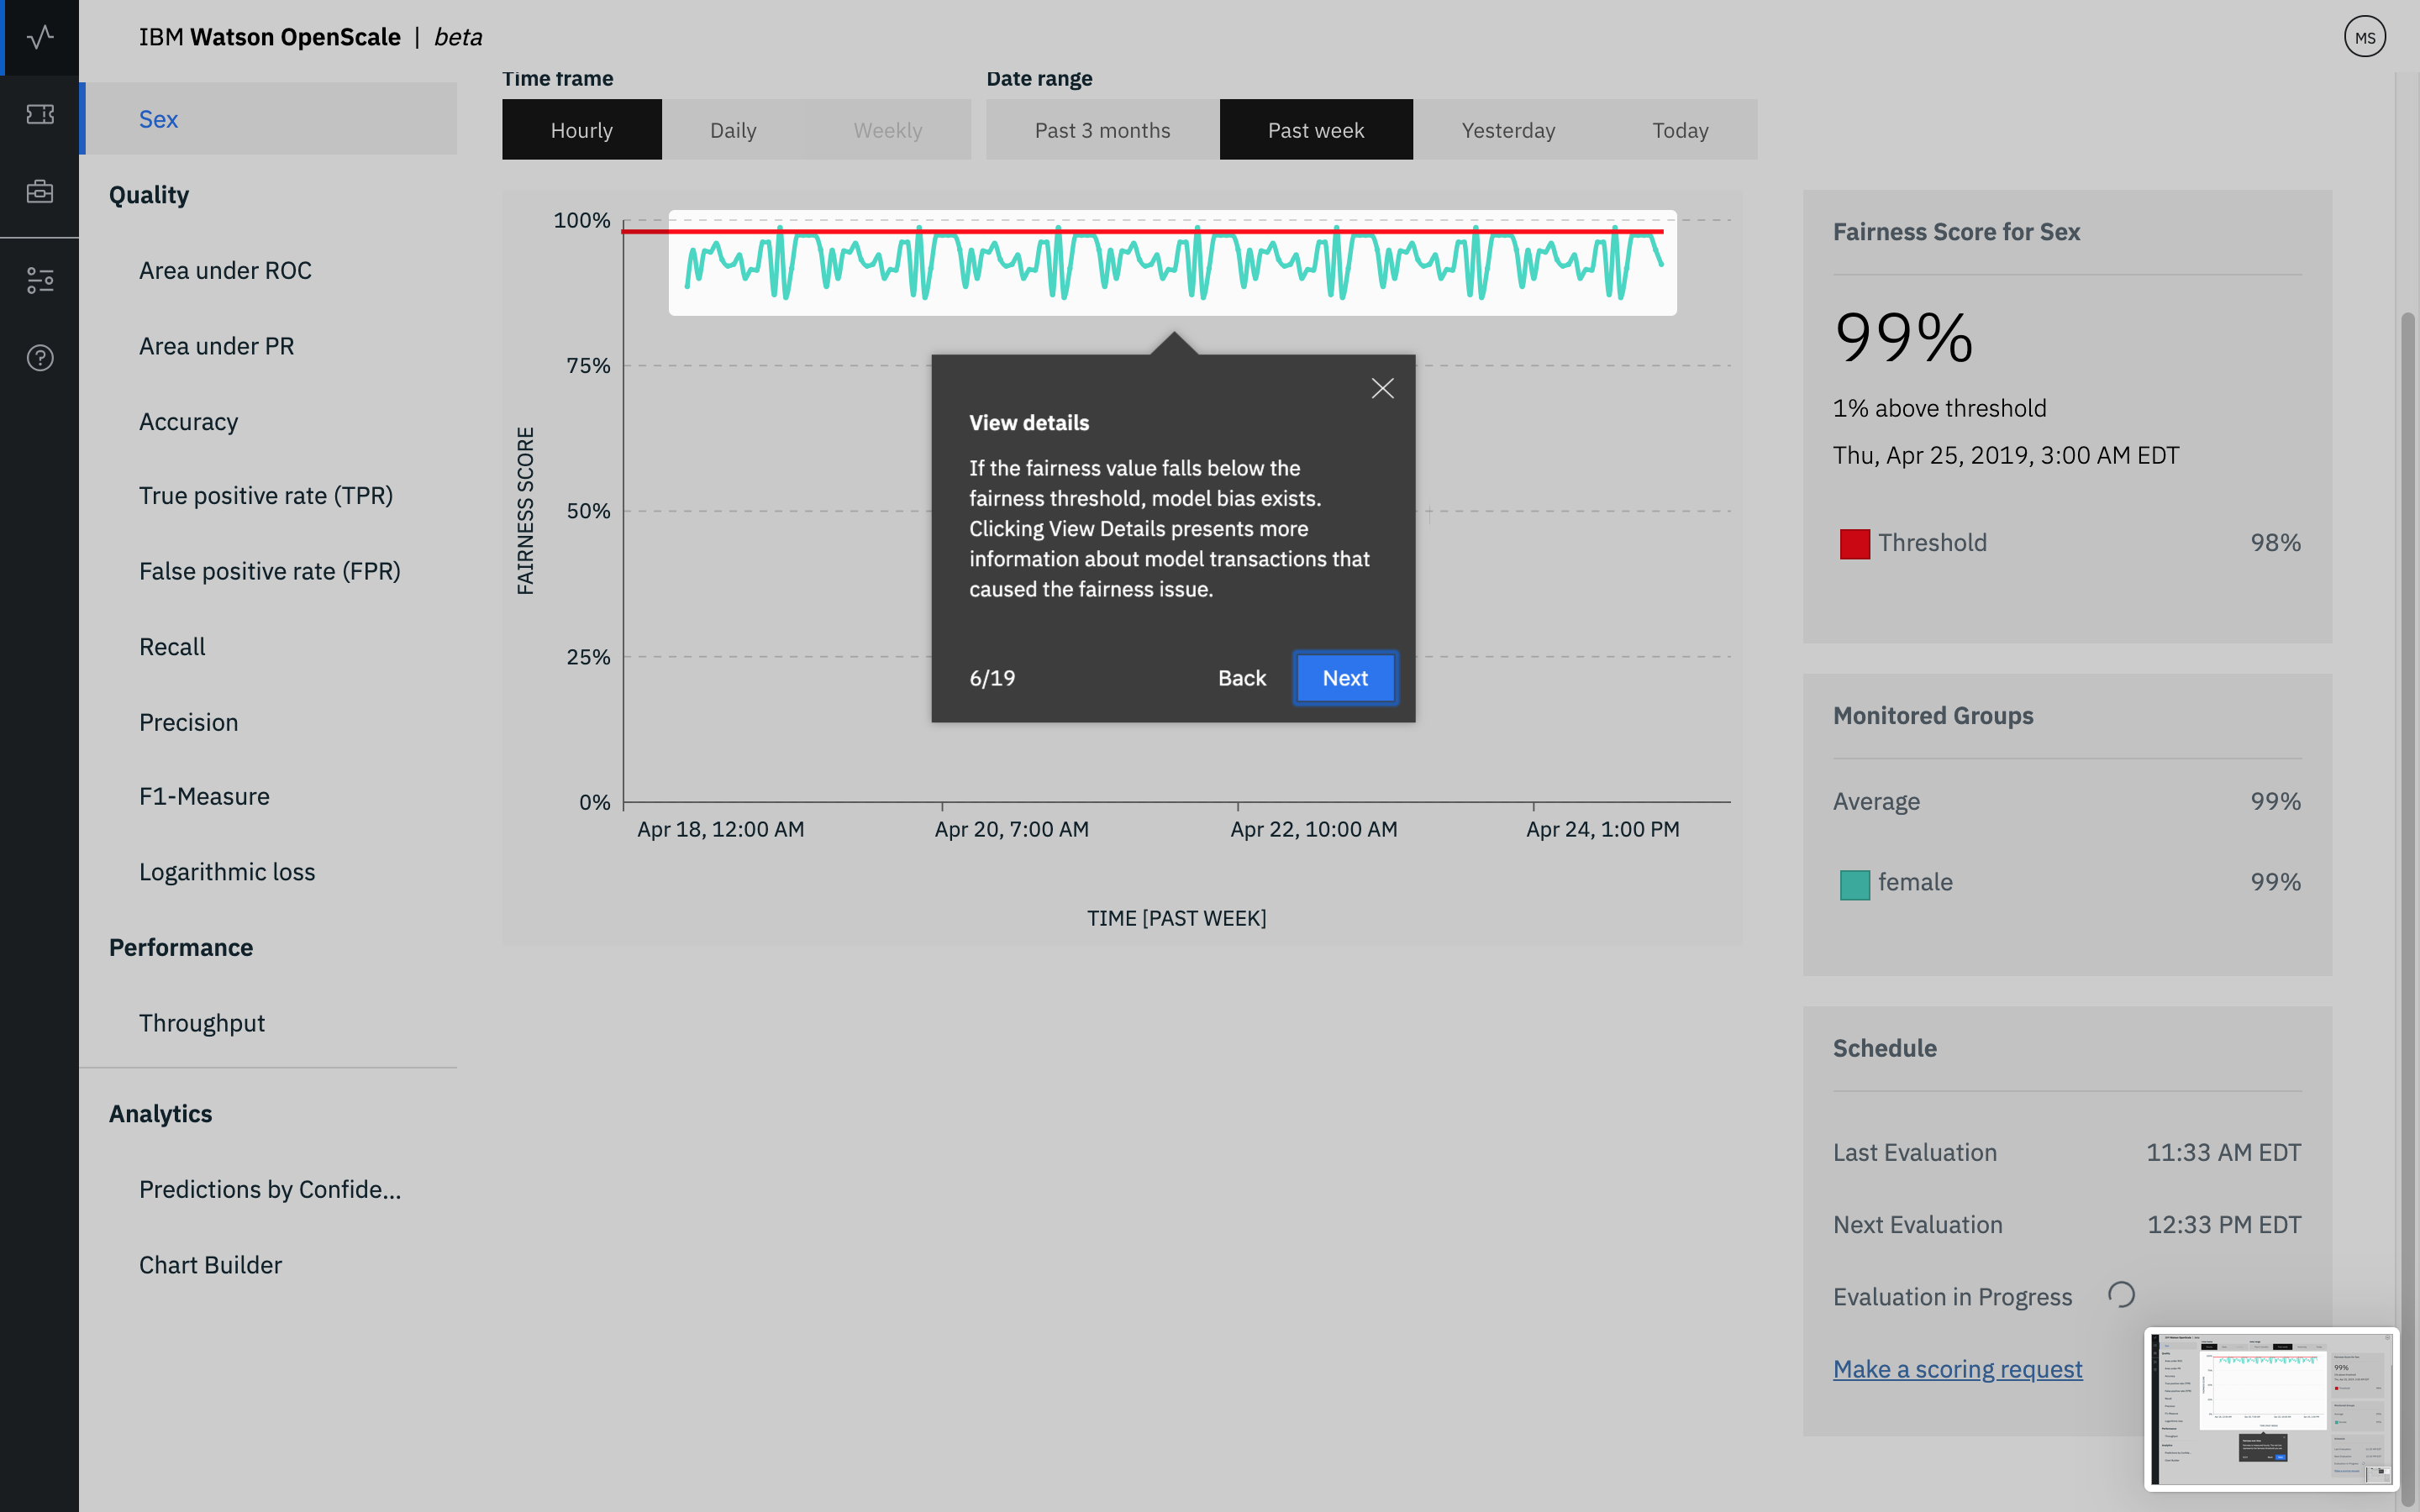 IBM Watson OpenScale | beta
MS
Sex
Quality
Area under ROC
Area under PR
Accuracy
True positive rate (TPR)
False positive rate (FPR)
Recall
Precision
F1-Measure
Logarithmic loss
Performance
Throughput
Analytics
Predictions by Confide...
Chart Builder
Time frame
Hourly
Daily
Weekly
Date range
Past 3 months
Past week
Yesterday
Today
100%
75%
50%
25%
0%
FAIRNESS SCORE
Apr 18, 12:00 AM
Apr 20, 7:00 AM
Apr 22, 10:00 AM
Apr 24, 1:00 PM
TIME [PAST WEEK]
View details
If the fairness value falls below the
fairness threshold, model bias exists.
Clicking View Details presents more
information about model transactions that
caused the fairness issue.
6/19
Back
Next
Fairness Score for Sex
99%
1% above threshold
Thu, Apr 25, 2019, 3:00 AM EDT
Threshold 98%
Monitored Groups
Average 99%
female 99%
Schedule
Last Evaluation 11:33 AM EDT
Next Evaluation 12:33 PM EDT
Evaluation in Progress
Make a scoring request